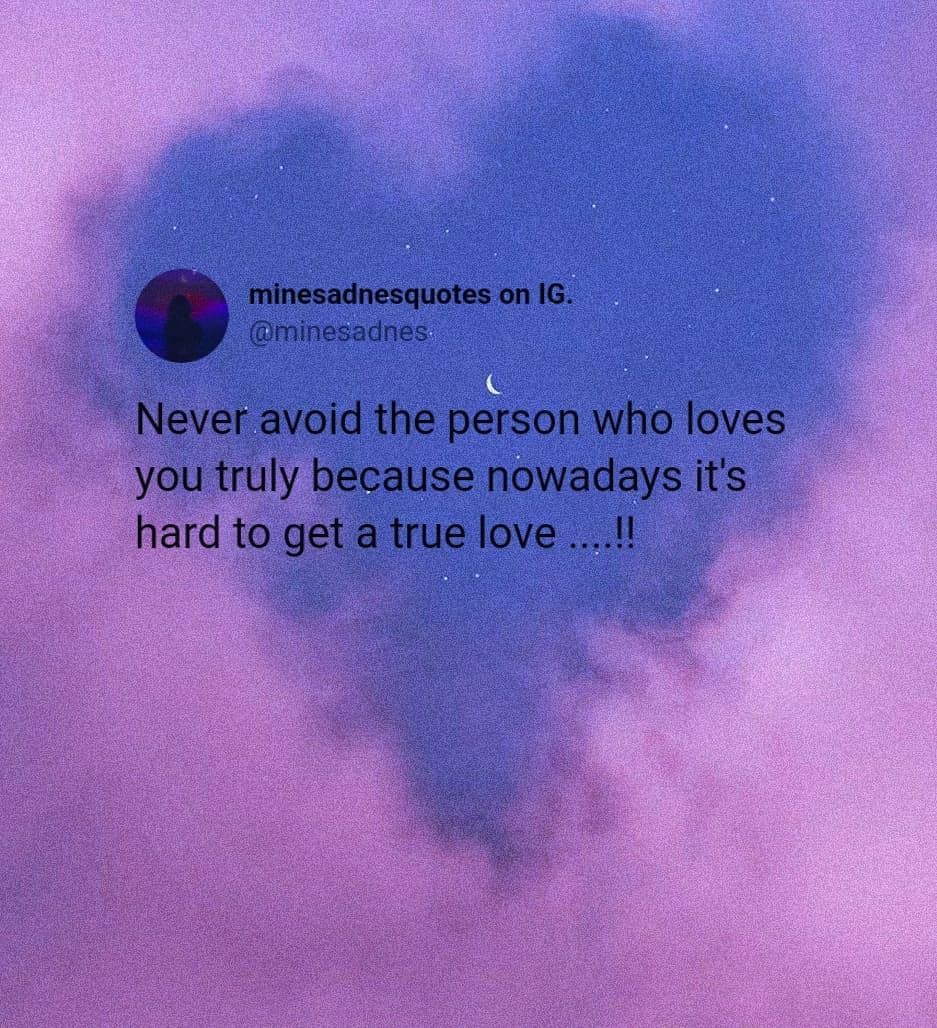 minesadnesquotes on IG.
@minesadnes
Never avoid the person who loves
you truly because nowadays it's
hard to get a true love ....!!